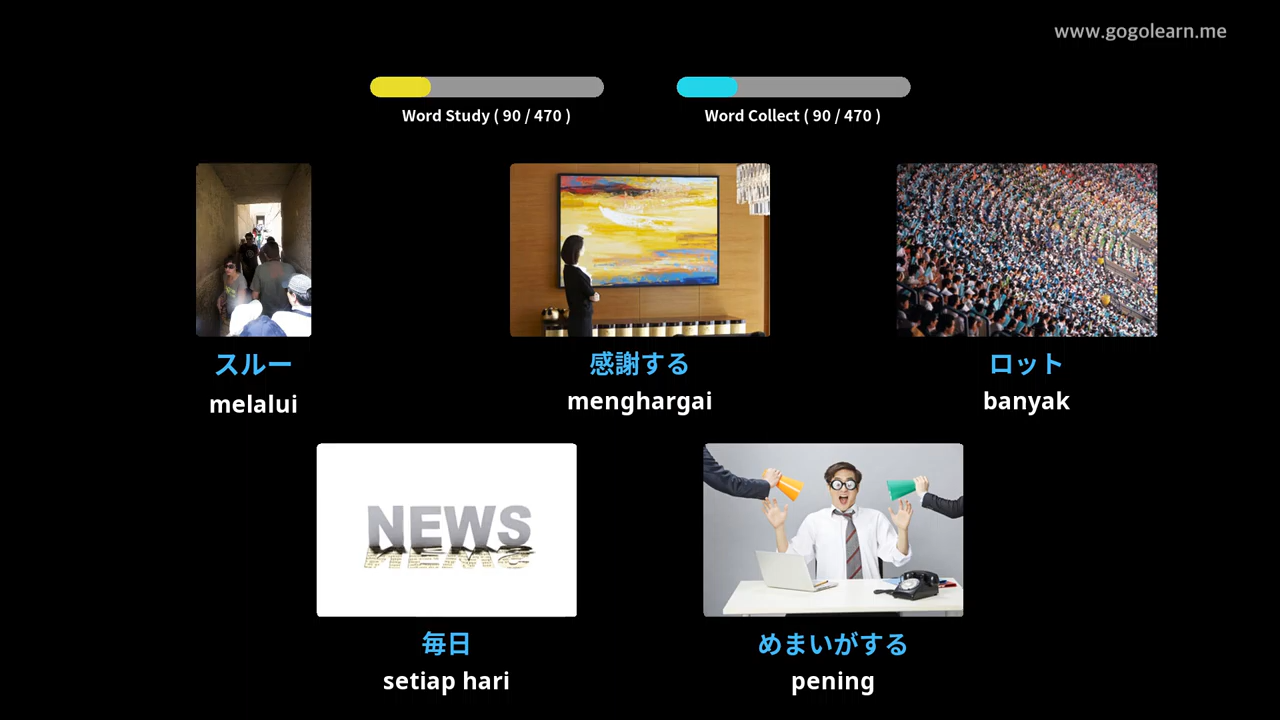 www.gogolearn.me
Word Study ( 90 / 470 )
Word Collect ( 90 / 470 )
スルー
melalui
感謝する
menghargai
ロット
banyak
NEWS
毎日
setiap hari
めまいがする
pening